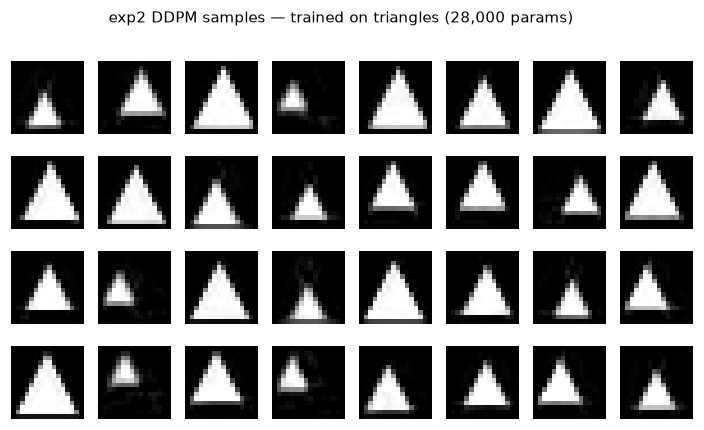 exp2 DDPM samples — trained on triangles (28,000 params)